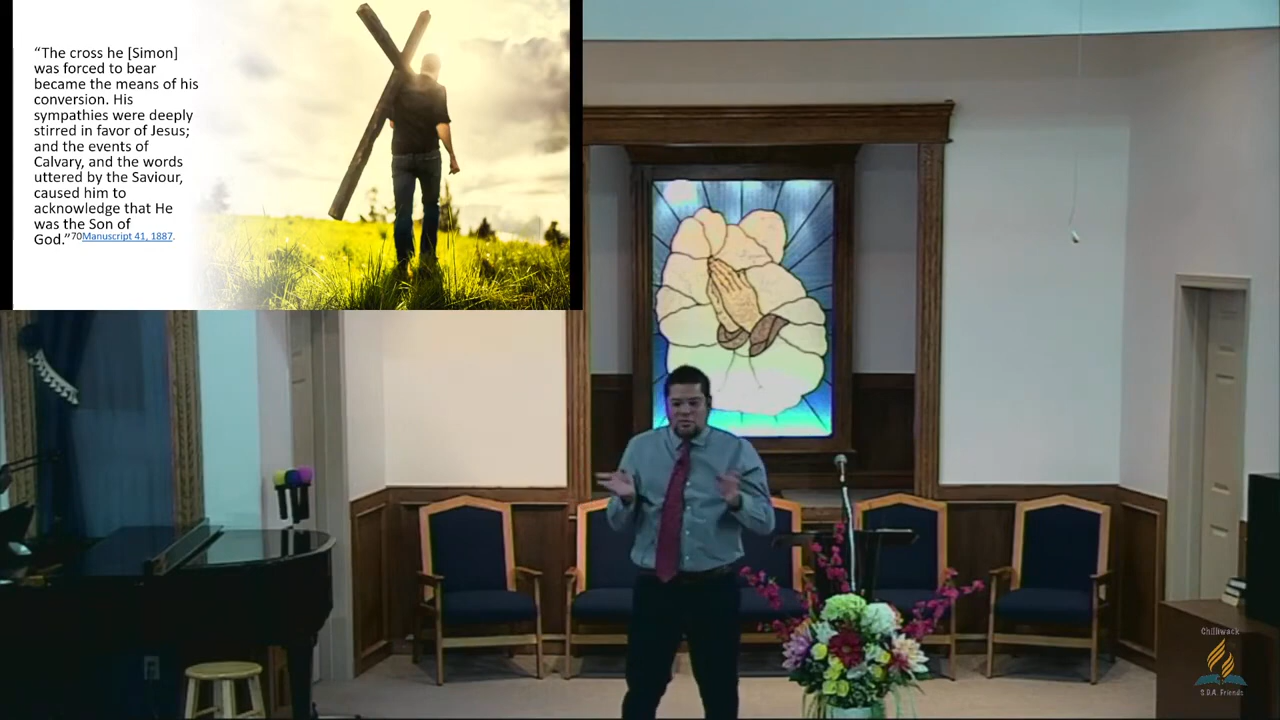 “The cross he [Simon]
was forced to bear
became the means of his
conversion. His
sympathies were deeply
stirred in favor of Jesus;
and the events of
Calvary, and the words
uttered by the Saviour,
caused him to
acknowledge that He
was the Son of
God.”70Manuscript 41, 1887.
Chilliwack
S.D.A. Friends